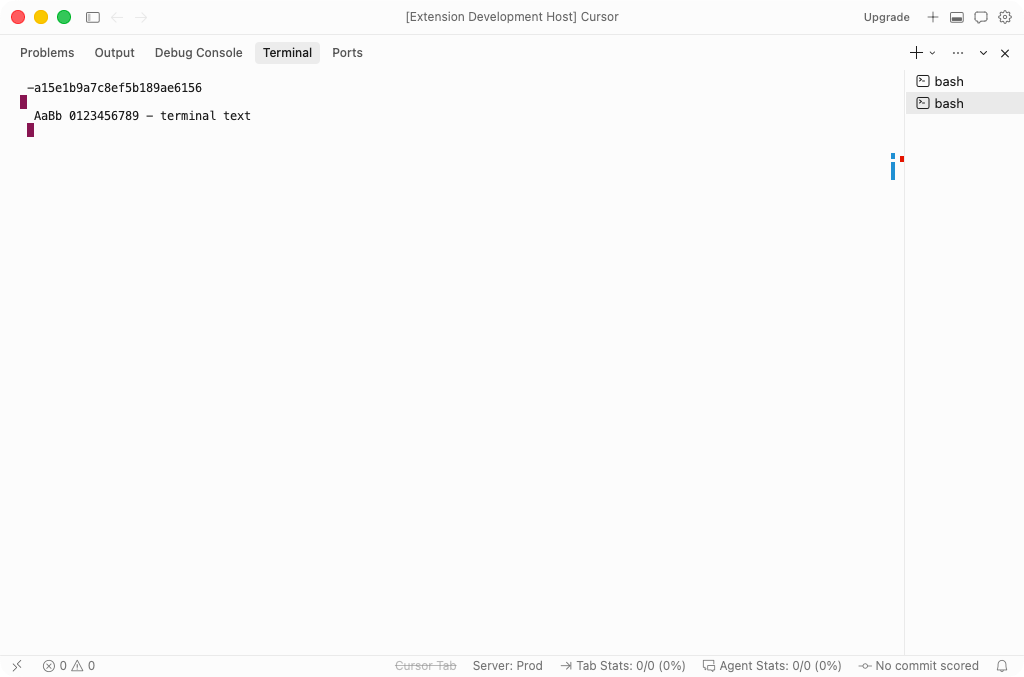 [Extension Development Host] Cursor
Upgrade
Problems Output Debug Console Terminal Ports
-a15e1b9a7c8ef5b189ae6156
AaBb 0123456789 - terminal text
bash
bash
0 0 Cursor Tab Server: Prod Tab Stats: 0/0 (0%) Agent Stats: 0/0 (0%) No commit scored